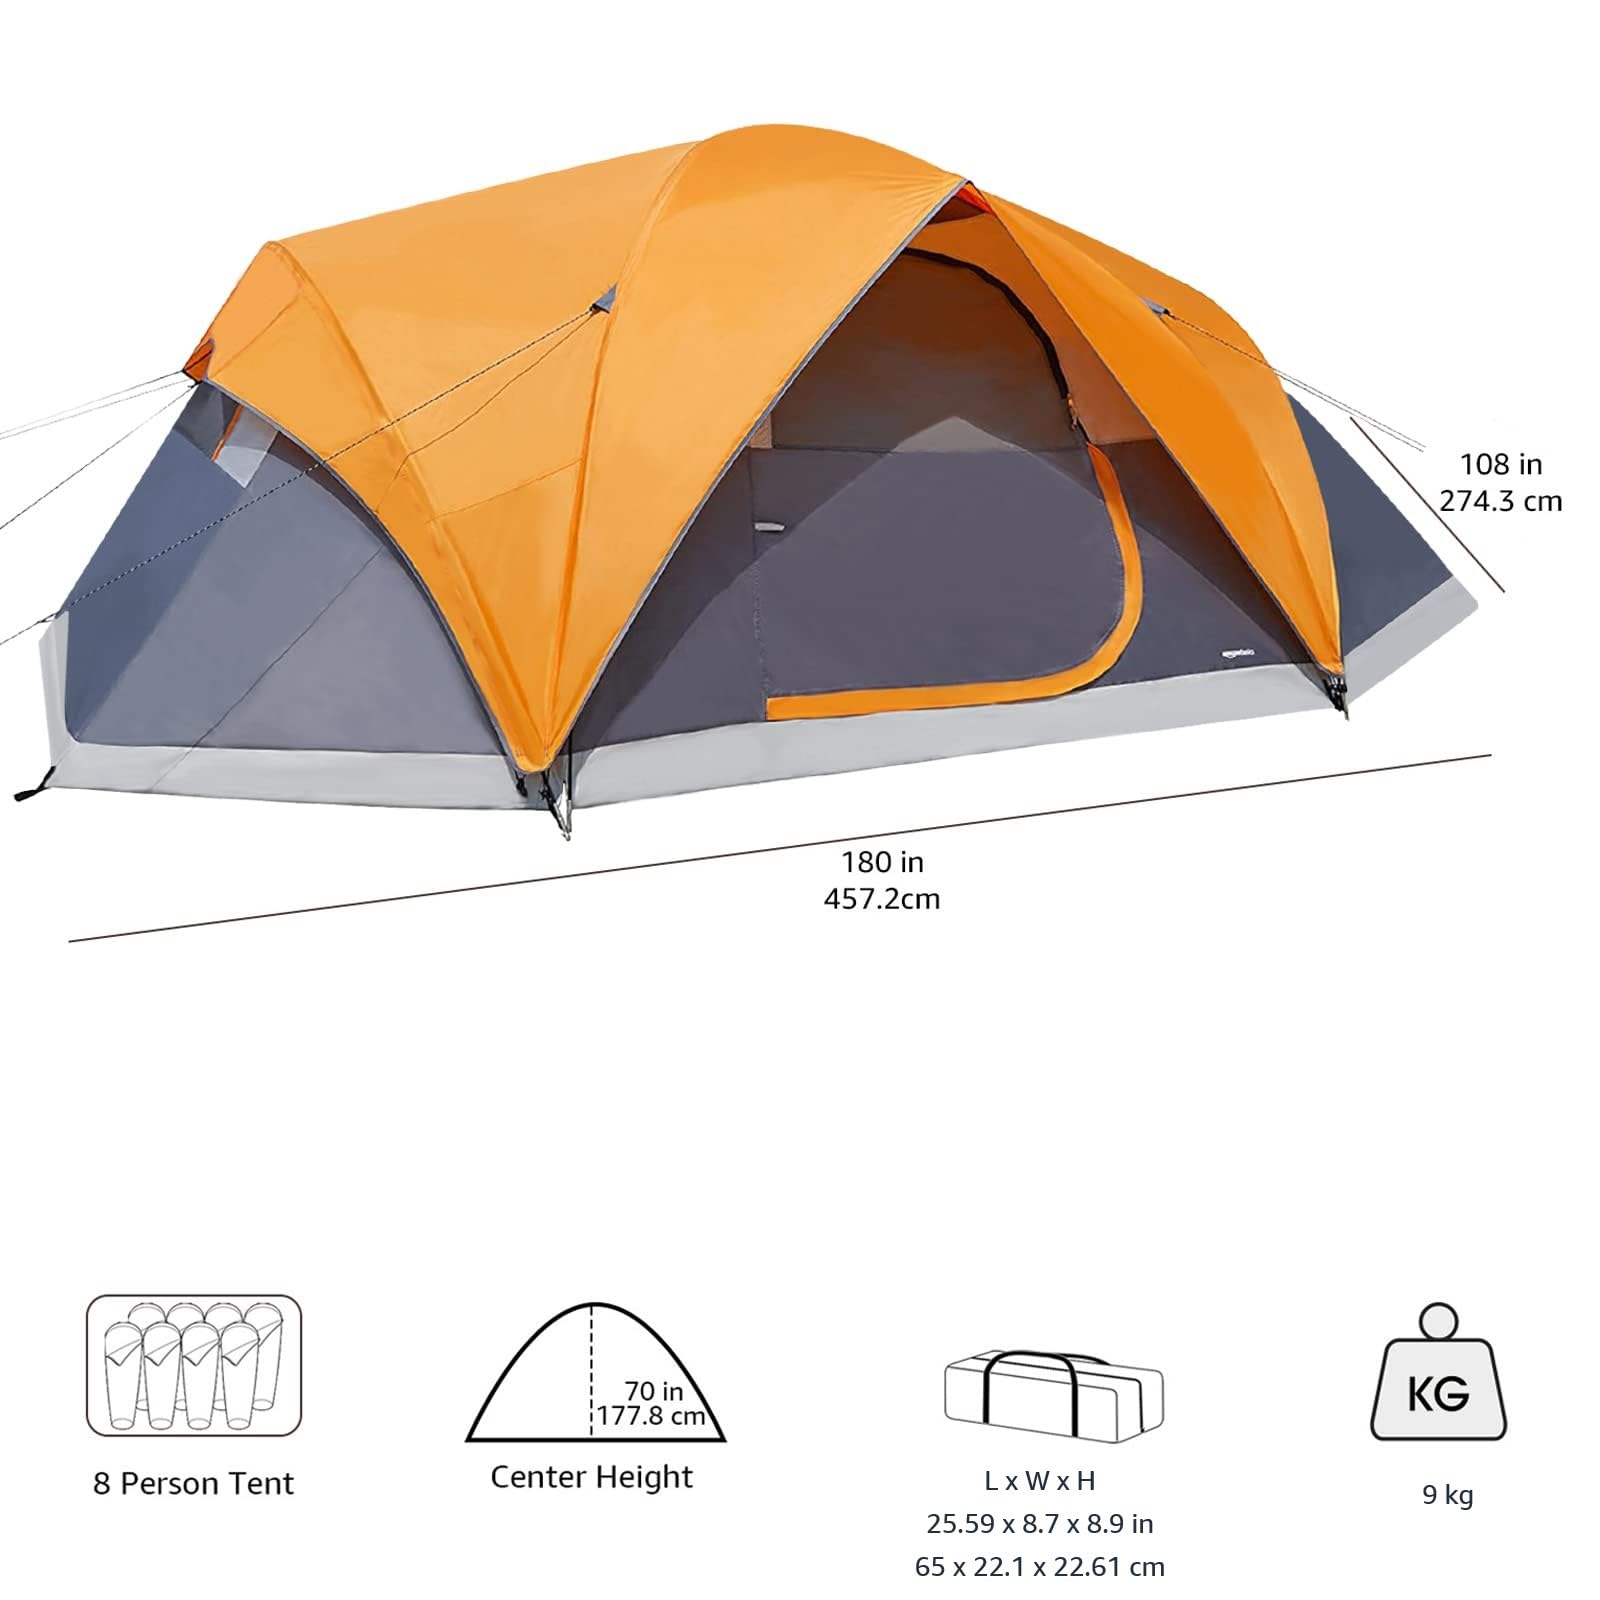 108 in
274.3 cm
amazonbasics
180 in
457.2cm
70 in
177.8 cm
KG
8 Person Tent
Center Height
L x W x H
25.59 x 8.7 x 8.9 in
65 x 22.1 x 22.61 cm
9 kg